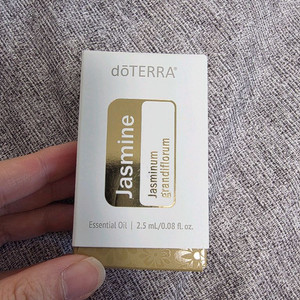 dōTERRA®
Jasmine
Jasminum
grandiflorum
Essential Oil | 2.5 mL/0.08 fl. oz.